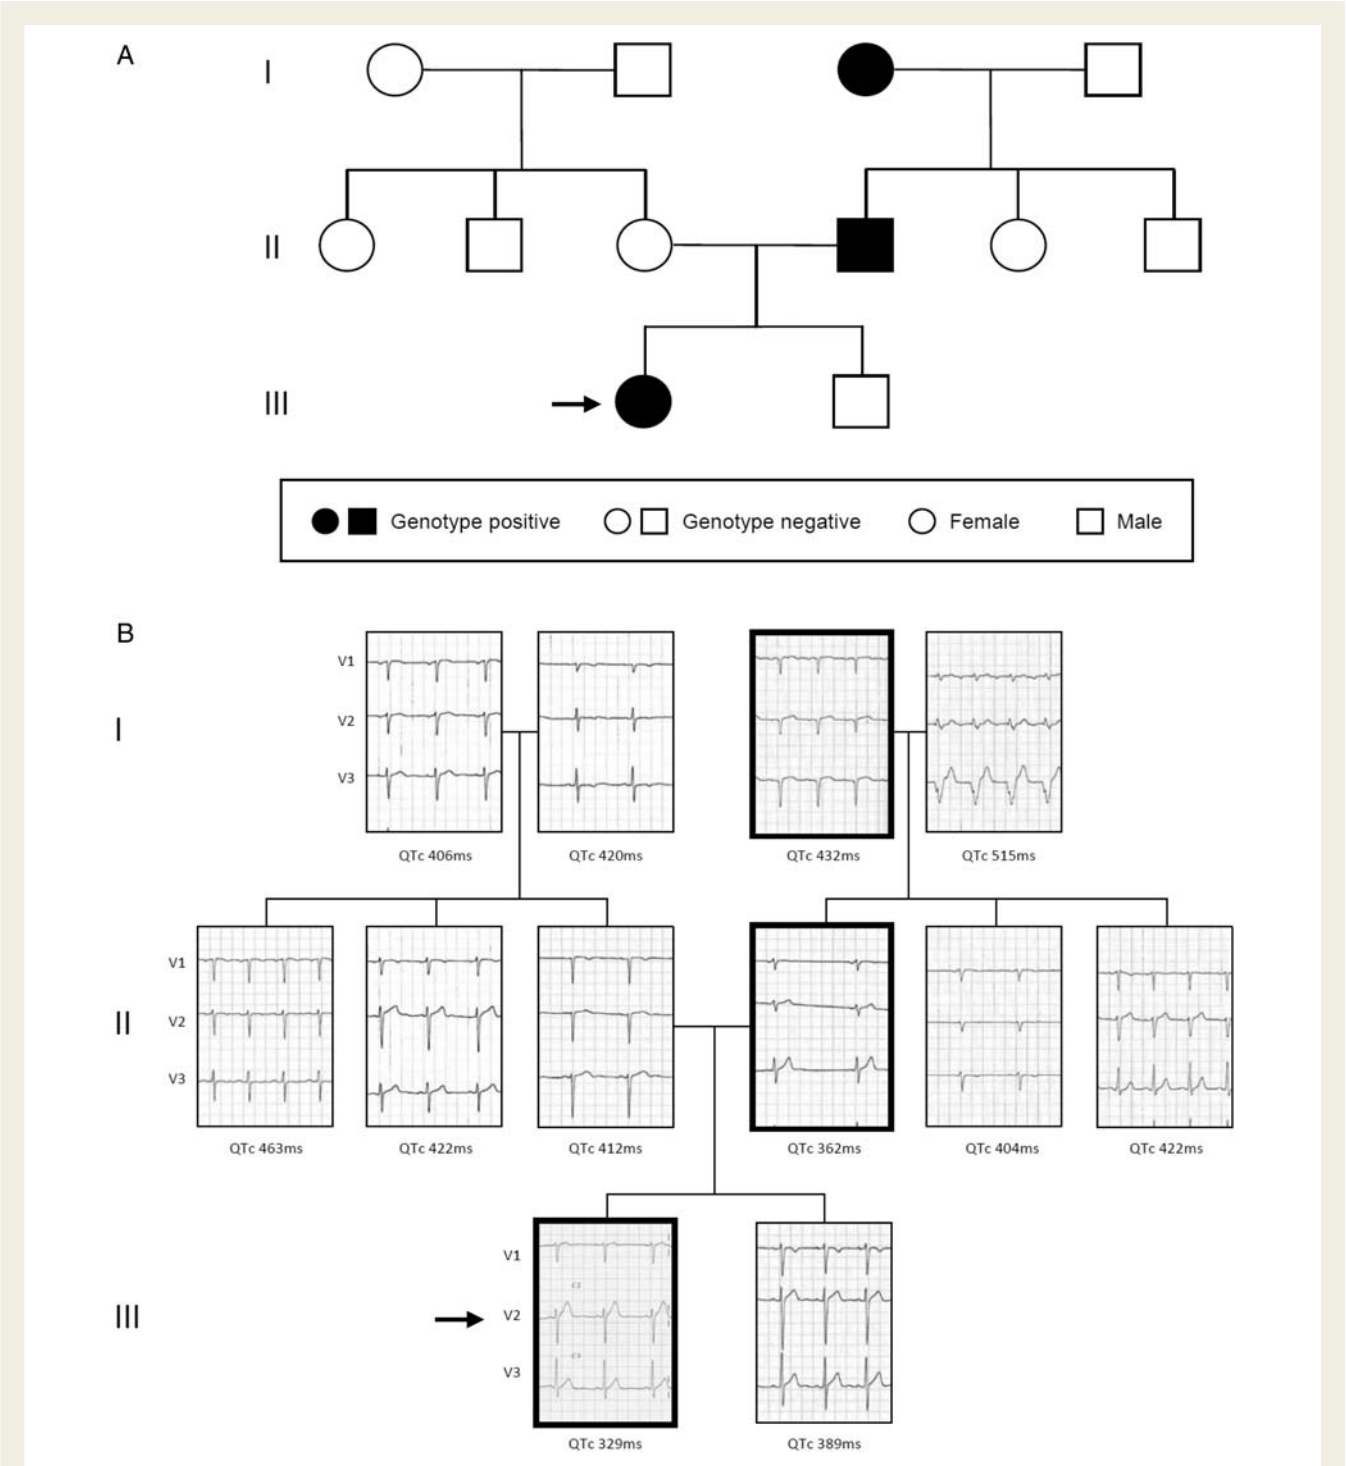 A
I
II
III
Genotype positive Genotype negative Female Male
B
I
V1
V2
V3
QTc 406ms QTc 420ms QTc 432ms QTc 515ms
II
V1
V2
V3
QTc 463ms QTc 422ms QTc 412ms QTc 362ms QTc 404ms QTc 422ms
III
V1
V2
V3
QTc 329ms QTc 389ms